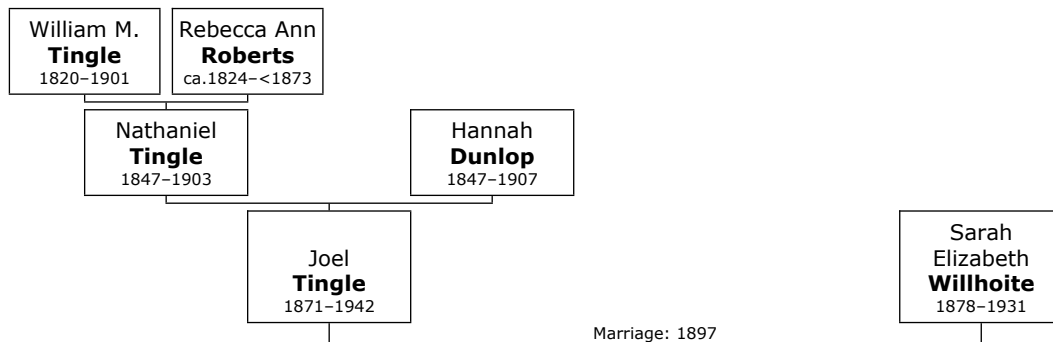 William M.
Tingle
1820–1901
Rebecca Ann
Roberts
ca.1824–<1873
Nathaniel
Tingle
1847–1903
Hannah
Dunlop
1847–1907
Joel
Tingle
1871–1942
Sarah
Elizabeth
Willhoite
1878–1931
Marriage: 1897